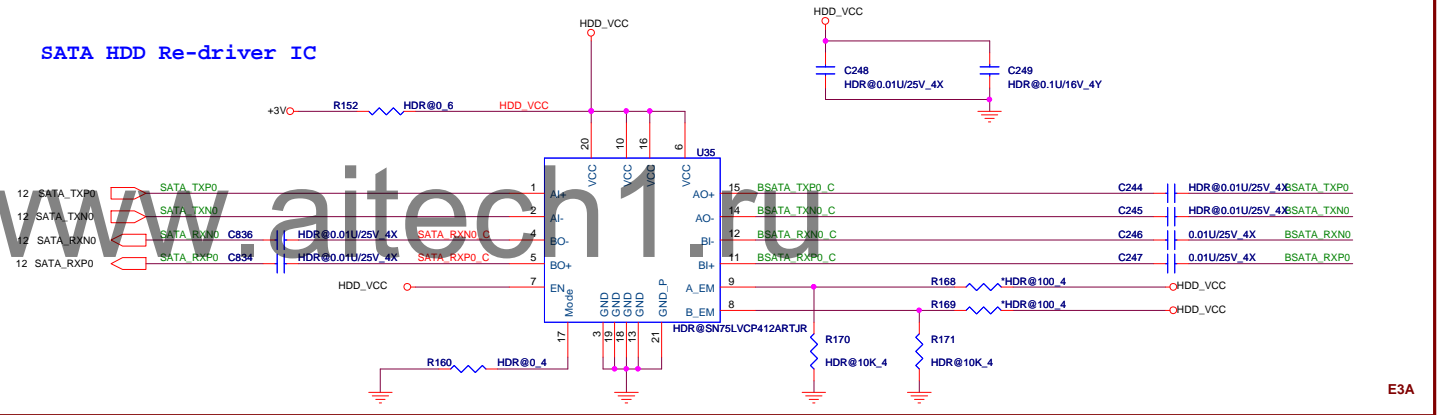 SATA HDD Re-driver IC
HDD_VCC
HDD_VCC
C248
HDR@0.01U/25V_4X
C249
HDR@0.1U/16V_4Y
+3V
R152
HDR@0_6
HDD_VCC
20
10
16
6
VCC
VCC
VCC
VCC
U35
www.aitech1.ru
12 SATA_TXP0
SATA_TXP0
1
AI+
AO+
15
BSATA_TXP0_C
C244
HDR@0.01U/25V_4X
BSATA_TXP0
12 SATA_TXN0
SATA_TXN0
2
AI-
AO-
14
BSATA_TXN0_C
C245
HDR@0.01U/25V_4X
BSATA_TXN0
12 SATA_RXN0
SATA_RXN0
C836
HDR@0.01U/25V_4X
SATA_RXN0_C
4
BO-
BI-
12
BSATA_RXN0_C
C246
0.01U/25V_4X
BSATA_RXN0
12 SATA_RXP0
SATA_RXP0
C834
HDR@0.01U/25V_4X
SATA_RXP0_C
5
BO+
BI+
11
BSATA_RXP0_C
C247
0.01U/25V_4X
BSATA_RXP0
HDD_VCC
7
EN
A_EM
9
R168
*HDR@100_4
HDD_VCC
B_EM
8
R169
*HDR@100_4
HDD_VCC
Mode
GND
GND
GND
GND
GND_P
17
3
19
18
13
21
HDR@SN75LVCP412ARTJR
R170
HDR@10K_4
R171
HDR@10K_4
R160
HDR@0_4
E3A